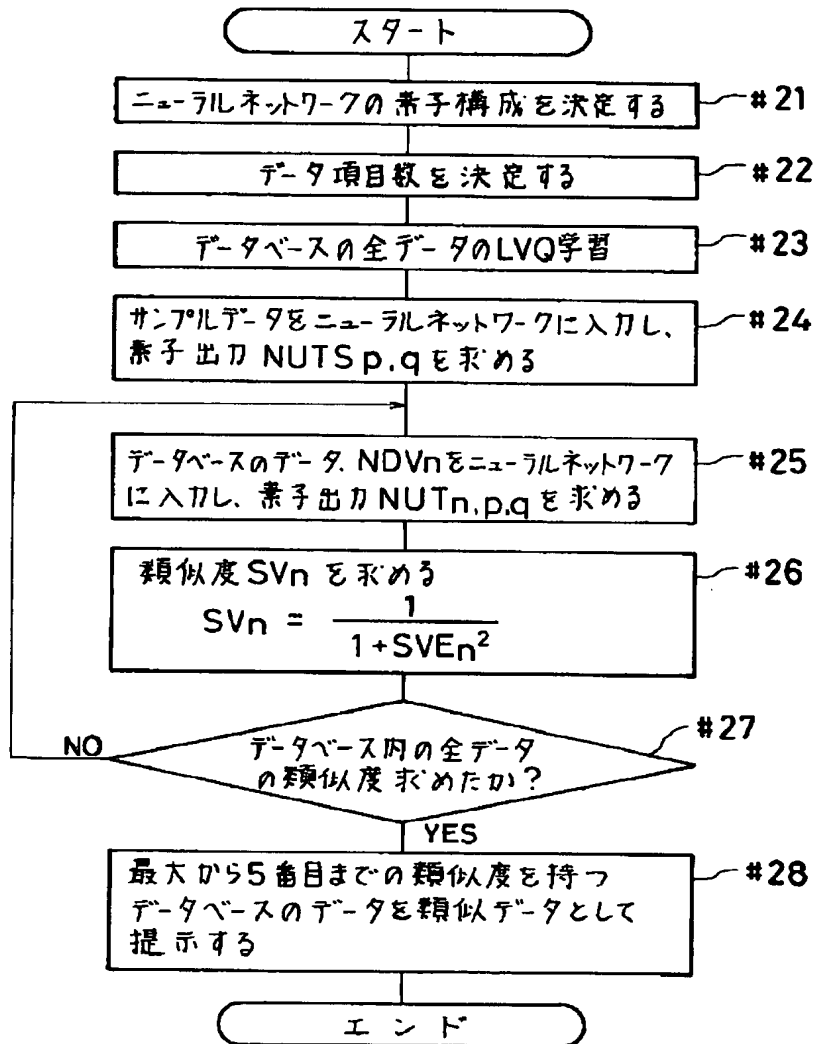 スタート
ニューラルネットワークの素子構成を決定する
#21
データ項目数を決定する
#22
データベースの全データのLVQ学習
#23
サンプルデータをニューラルネットワークに入力し、
素子出力 NUTSp,q を求める
#24
データベースのデータ、NDVnをニューラルネットワーク
に入力し、素子出力 NUTn,p,q を求める
#25
類似度SVn を求める
SVn = 1 / (1+SVEn²)
#26
データベース内の全データ
の類似度求めたか?
#27
NO
YES
最大から5番目までの類似度を持つ
データベースのデータを類似データとして
提示する
#28
エンド